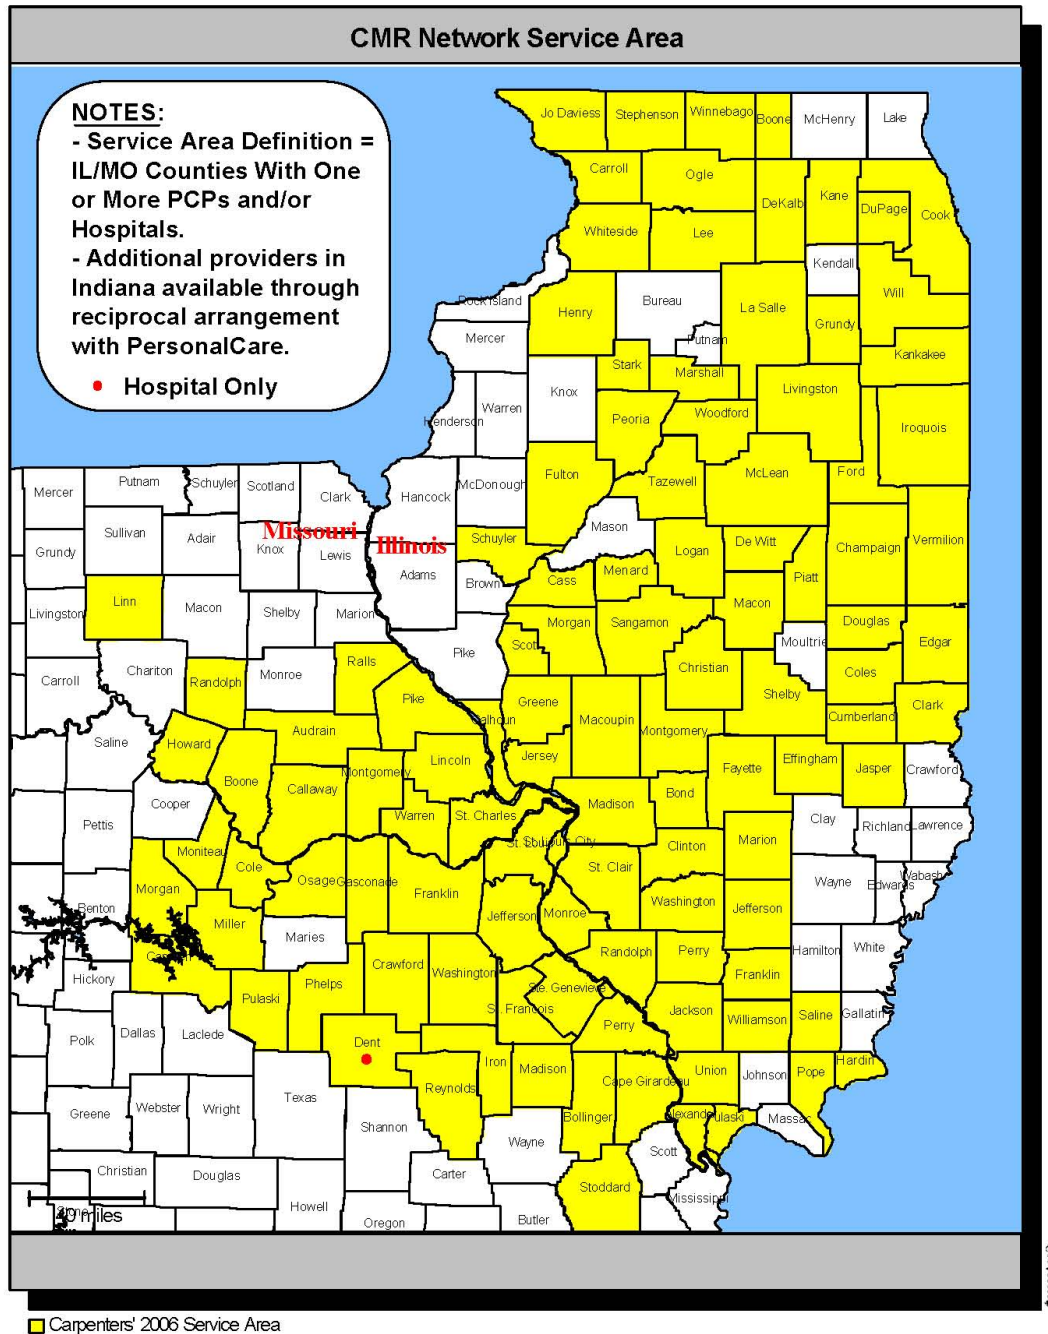 CMR Network Service Area
NOTES:
- Service Area Definition =
IL/MO Counties With One
or More PCPs and/or
Hospitals.
- Additional providers in
Indiana available through
reciprocal arrangement
with PersonalCare.
Hospital Only
Jo Daviess
Stephenson
Winnebago
Boone
McHenry
Lake
Carroll
Ogle
DeKalb
Kane
DuPage
Cook
Whiteside
Lee
Kendall
Rock Island
Henry
Bureau
La Salle
Will
Grundy
Mercer
Putnam
Kankakee
Stark
Marshall
Knox
Livingston
Henderson
Warren
Peoria
Woodford
Iroquois
Mercer
Putnam
Schuyler
Scotland
Clark
Hancock
McDonough
Fulton
Tazewell
McLean
Ford
Missouri
Illinois
Grundy
Sullivan
Adair
Knox
Lewis
Adams
Schuyler
Mason
Logan
De Witt
Champaign
Vermilion
Brown
Cass
Menard
Piatt
Livingston
Linn
Macon
Shelby
Marion
Morgan
Sangamon
Macon
Douglas
Edgar
Pike
Scott
Moultrie
Carroll
Chariton
Randolph
Monroe
Ralls
Christian
Coles
Pike
Calhoun
Greene
Macoupin
Montgomery
Shelby
Cumberland
Clark
Saline
Howard
Audrain
Lincoln
Jersey
Boone
Callaway
Montgomery
Fayette
Effingham
Jasper
Crawford
Cooper
Warren
St. Charles
Madison
Bond
Pettis
Clay
Richland
Lawrence
Moniteau
Cole
St. Louis City
St. Clair
Clinton
Marion
Morgan
Osage
Gasconade
Franklin
Wayne
Edwards
Wabash
Benton
Miller
Maries
Jefferson
Monroe
Washington
Jefferson
Camden
Crawford
Washington
Randolph
Perry
Hamilton
White
Hickory
Pulaski
Phelps
Ste. Genevieve
Franklin
St. Francois
Perry
Jackson
Williamson
Saline
Gallatin
Polk
Dallas
Laclede
Dent
Iron
Madison
Cape Girardeau
Union
Johnson
Pope
Hardin
Greene
Webster
Wright
Texas
Reynolds
Bollinger
Alexander
Pulaski
Massac
Shannon
Wayne
Scott
Christian
Douglas
Carter
Stoddard
Mississippi
Stone
40 miles
Howell
Oregon
Butler
Carpenters' 2006 Service Area